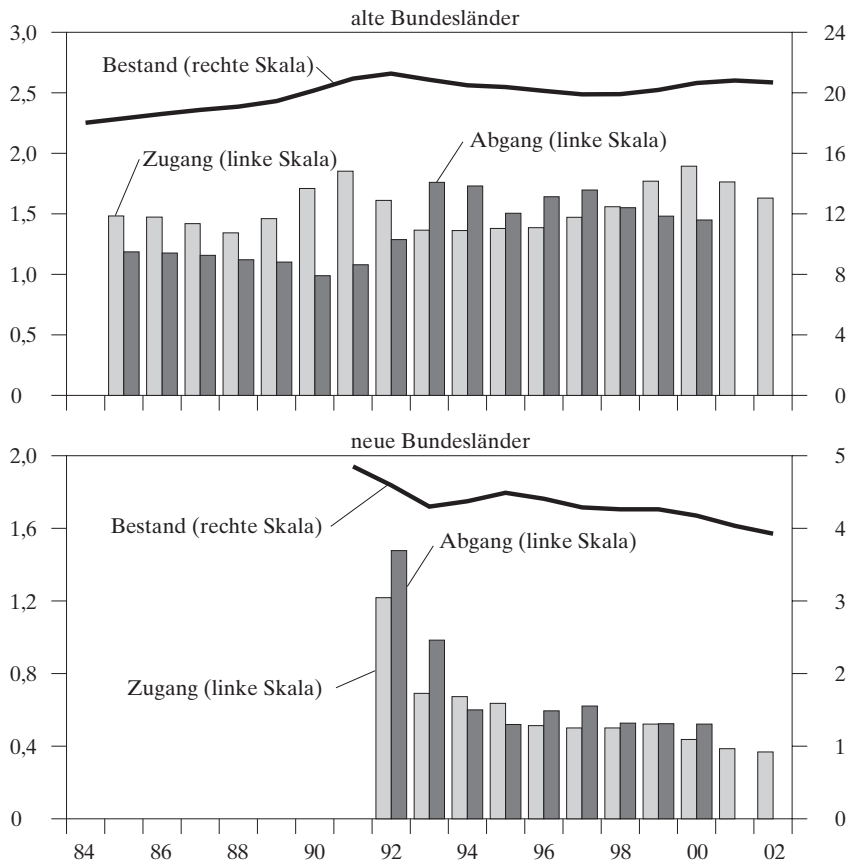 alte Bundesländer
3,0 24
Bestand (rechte Skala)
2,5 20
Abgang (linke Skala)
Zugang (linke Skala)
2,0 16
1,5 12
1,0 8
0,5 4
0 0
neue Bundesländer
2,0 5
Bestand (rechte Skala)
1,6 4
Abgang (linke Skala)
1,2 3
Zugang (linke Skala)
0,8 2
0,4 1
0 0
84 86 88 90 92 94 96 98 00 02